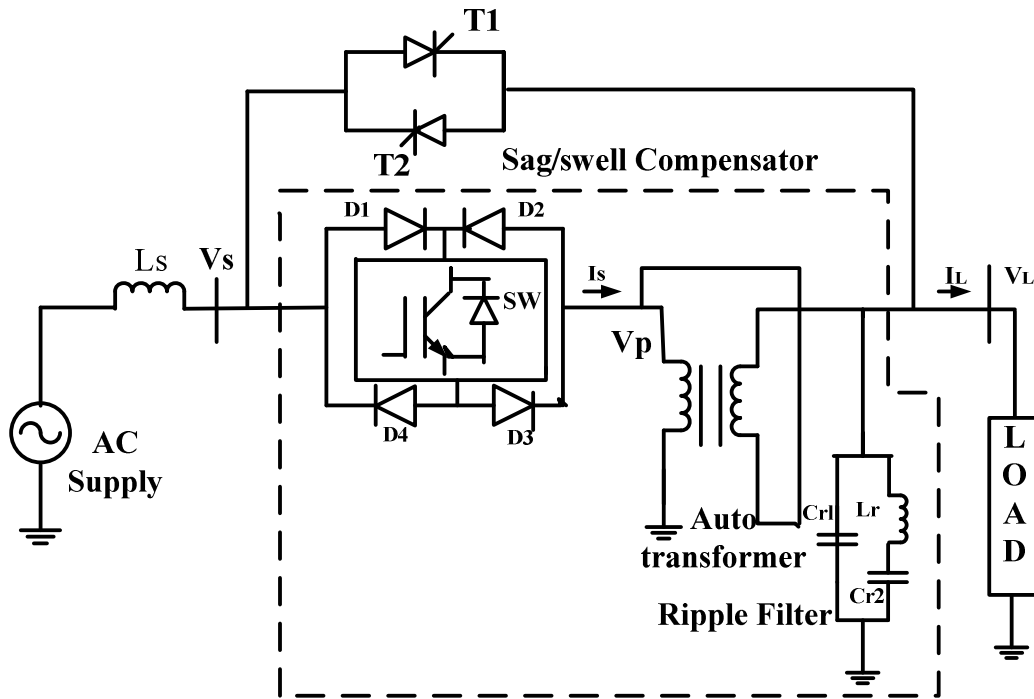 T1
T2
Sag/swell Compensator
D1
D2
Ls
Vs
SW
Is
IL
VL
Vp
D4
D3
AC
Supply
Auto
transformer
Cr1
Lr
Cr2
Ripple Filter
L
O
A
D